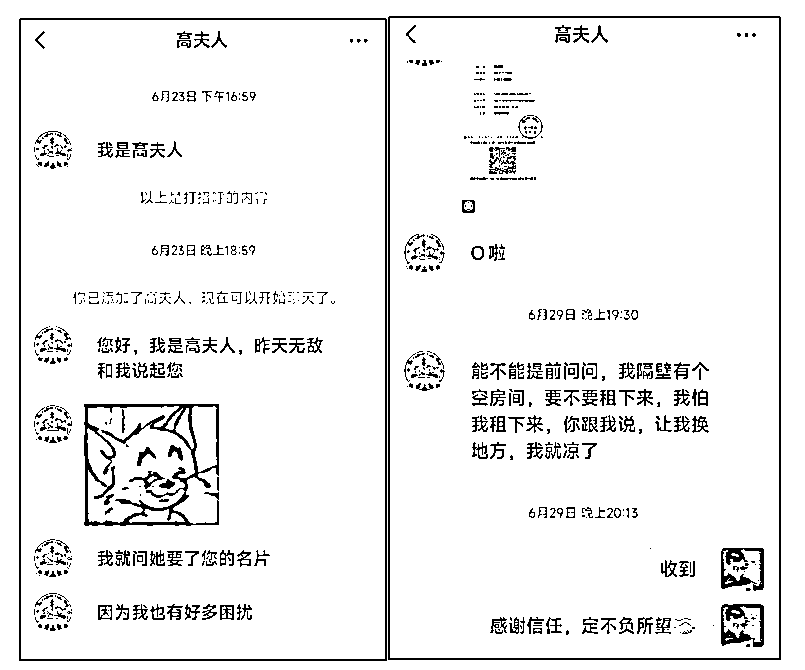 高夫人
6月23日 下午16:59
我是高夫人
以上是打招呼的内容
6月23日 晚上18:59
你已添加了高夫人，现在可以开始聊天了。
您好，我是高夫人，昨天无敌
和我说起您
我就问她要了您的名片
因为我也有好多困扰
高夫人
O 啦
6月29日 晚上19:30
能不能提前问问，我隔壁有个
空房间，要不要租下来，我怕
我租下来，你跟我说，让我换
地方，我就凉了
6月29日 晚上20:13
收到
感谢信任，定不负所望